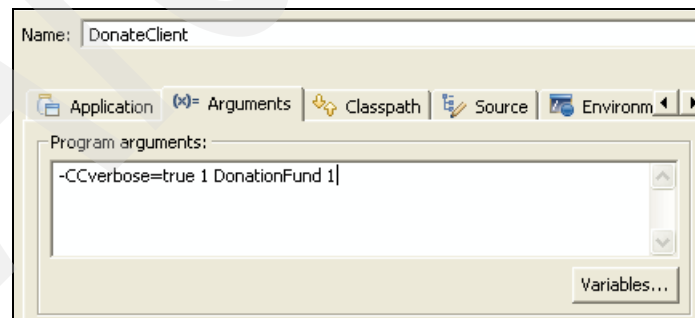 Name: DonateClient
Application (x)= Arguments Classpath Source Environm
Program arguments:
-CCverbose=true 1 DonationFund 1
Variables...